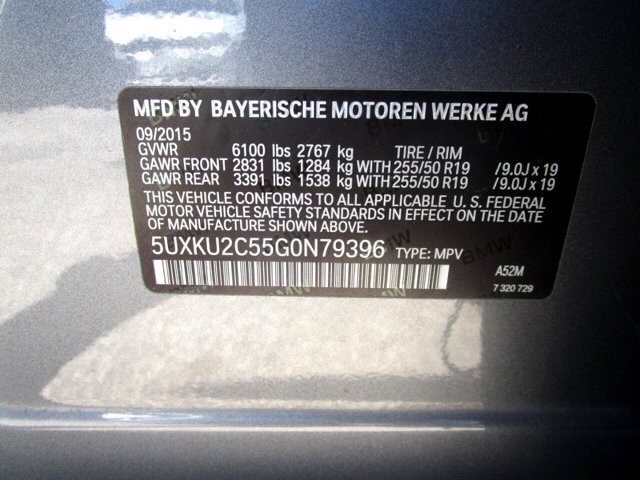 MFD BY BAYERISCHE MOTOREN WERKE AG
09/2015
GVWR 6100 lbs 2767 kg TIRE / RIM
GAWR FRONT 2831 lbs 1284 kg WITH 255/50 R19 /9.0J x 19
GAWR REAR 3391 lbs 1538 kg WITH 255/50 R19 /9.0J x 19
THIS VEHICLE CONFORMS TO ALL APPLICABLE U. S. FEDERAL
MOTOR VEHICLE SAFETY STANDARDS IN EFFECT ON THE DATE
OF MANUFACTURE SHOWN ABOVE.
5UXKU2C55G0N79396 TYPE: MPV
A52M
7 320 729